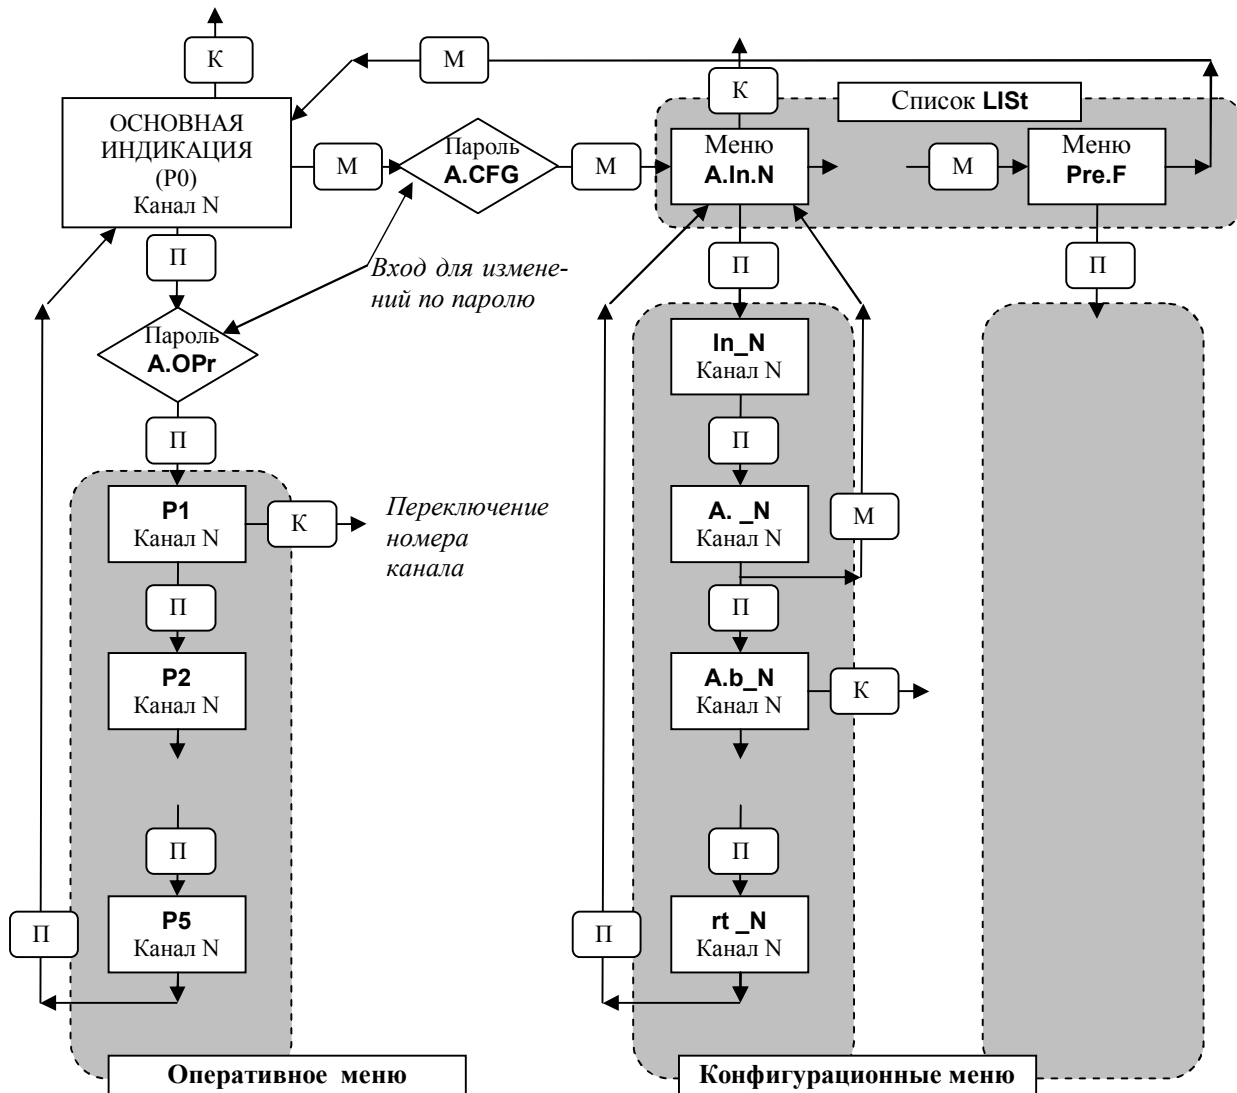 К
М
К
Список LISt
ОСНОВНАЯ
ИНДИКАЦИЯ
(P0)
Канал N
М
Пароль
A.CFG
М
Меню
A.In.N
М
Меню
Pre.F
П
Вход для измене-
ний по паролю
П
П
Пароль
A.OPr
In_N
Канал N
П
П
P1
Канал N
К
Переключение
номера
канала
A. _N
Канал N
М
П
П
P2
Канал N
A.b_N
Канал N
К
П
П
П
P5
Канал N
П
rt _N
Канал N
Оперативное меню
Конфигурационные меню